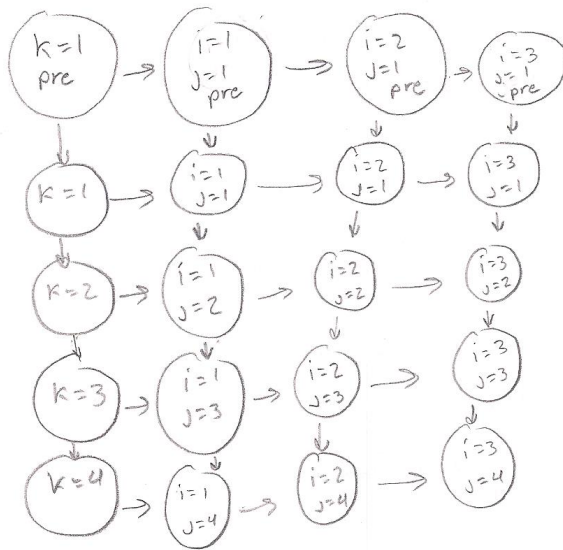 k=1
pre
i=1
j=1
pre
i=2
j=1
pre
i=3
j=1
pre
k=1
i=1
j=1
i=2
j=1
i=3
j=1
k=2
i=1
j=2
i=2
j=2
i=3
j=2
k=3
i=1
j=3
i=2
j=3
i=3
j=3
k=4
i=1
j=4
i=2
j=4
i=3
j=4